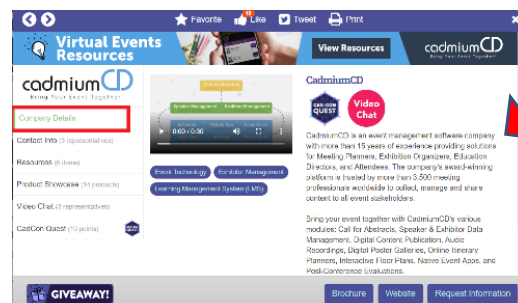 Favorite
Like
Tweet
Print
Virtual Events
Resources
View Resources
cadmiumCD
cadmiumCD
Bring Your Event Together
Company Details
Contact Info (3 representatives)
Resources (6 items)
Product Showcase (14 products)
Video Chat (3 representatives)
CadCon Quest (10 points)
Speaker Management
Exhibitor Management
0:00 / 0:30
Event Technology
Exhibitor Management
Learning Management System (LMS)
CadmiumCD
CADCON
QUEST
Video
Chat
CadmiumCD is an event management software company
with more than 15 years of experience providing solutions
for Meeting Planners, Exhibition Organizers, Education
Directors, and Attendees. The company's award-winning
platform is trusted by more than 3,500 meeting
professionals worldwide to collect, manage and share
content to all event stakeholders.
Bring your event together with CadmiumCD's various
modules: Call for Abstracts, Speaker & Exhibitor Data
Management, Digital Content Publication, Audio
Recordings, Digital Poster Galleries, Online Itinerary
Planners, Interactive Floor Plans, Native Event Apps, and
Post-Conference Evaluations.
GIVEAWAY!
Brochure
Website
Request Information